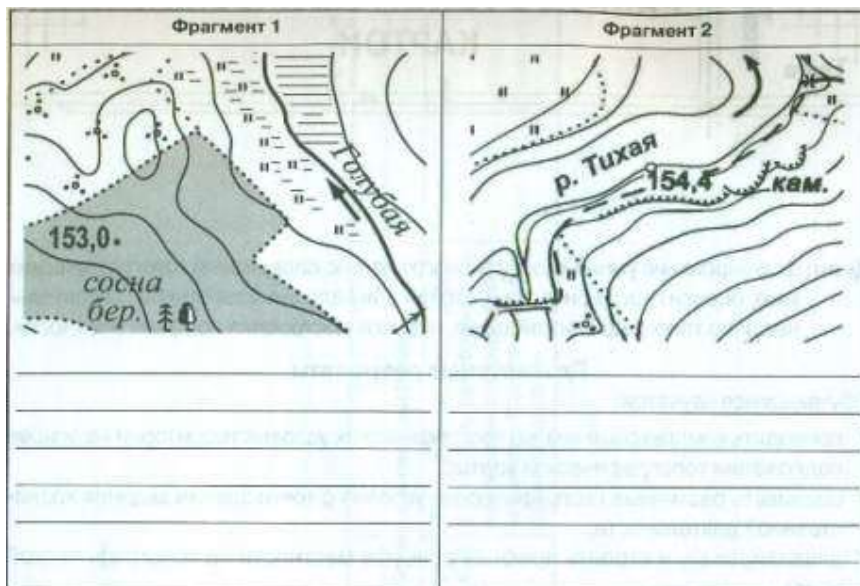 Фрагмент 1
Фрагмент 2
Голубая
153,0
сосна
бер.
р. Тихая
154,4
кам.